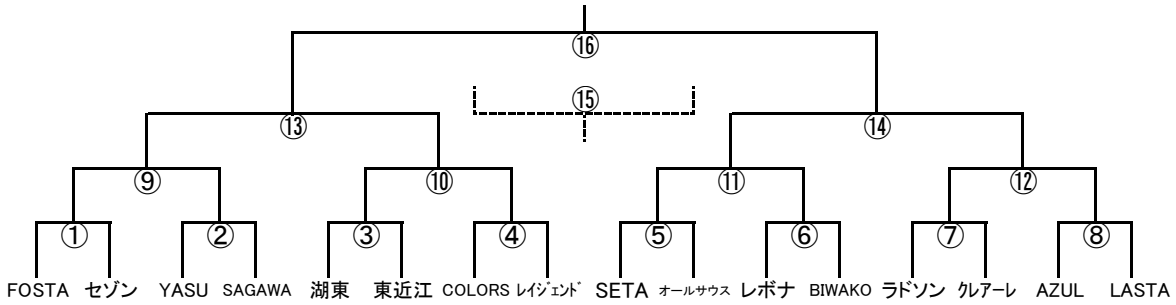 ⑯
⑮
⑬ ⑭
⑨ ⑩ ⑪ ⑫
① ② ③ ④ ⑤ ⑥ ⑦ ⑧
FOSTA セゾン YASU SAGAWA 湖東 東近江 COLORS レイジェンド SETA オールサウス レボナ BIWAKO ラドソン クレアーレ AZUL LASTA